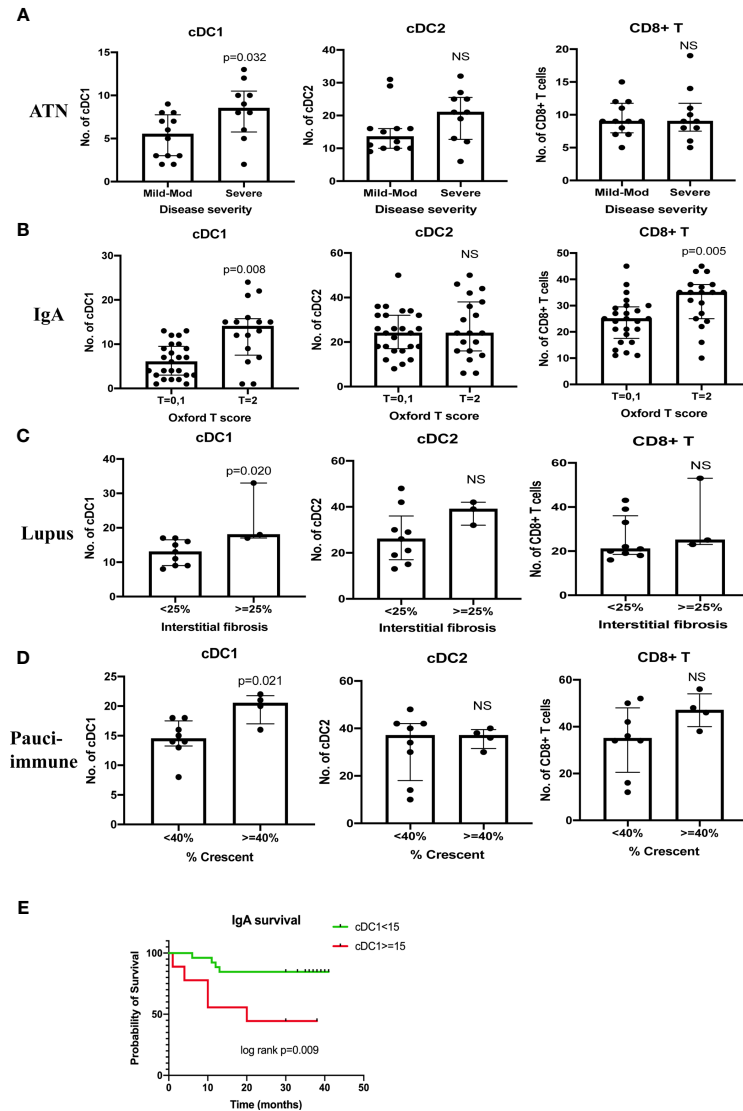 A
ATN
cDC1
No. of cDC1
15
10
5
0
p=0.032
Mild-Mod Severe
Disease severity
cDC2
No. of cDC2
40
30
20
10
0
NS
Mild-Mod Severe
Disease severity
CD8+ T
No. of CD8+ T cells
20
15
10
5
0
NS
Mild-Mod Severe
Disease severity
B
IgA
cDC1
No. of cDC1
30
20
10
0
p=0.008
T=0,1 T=2
Oxford T score
cDC2
No. of cDC2
60
40
20
0
NS
T=0,1 T=2
Oxford T score
CD8+ T
No. of CD8+ T cells
50
40
30
20
10
0
p=0.005
T=0,1 T=2
Oxford T score
C
Lupus
cDC1
No. of cDC1
40
30
20
10
0
p=0.020
<25% >=25%
Interstitial fibrosis
cDC2
No. of cDC2
60
40
20
0
NS
<25% >=25%
Interstitial fibrosis
CD8+ T
No. of CD8+ T cells
60
40
20
0
NS
<25% >=25%
Interstitial fibrosis
D
Pauci-
immune
cDC1
No. of cDC1
25
20
15
10
5
0
p=0.021
<40% >=40%
% Crescent
cDC2
No. of cDC2
60
40
20
0
NS
<40% >=40%
% Crescent
CD8+ T
No. of CD8+ T cells
60
40
20
0
NS
<40% >=40%
% Crescent
E
IgA survival
cDC1<15
cDC1>=15
Probability of Survival
100
50
0
log rank p=0.009
0 10 20 30 40 50
Time (months)